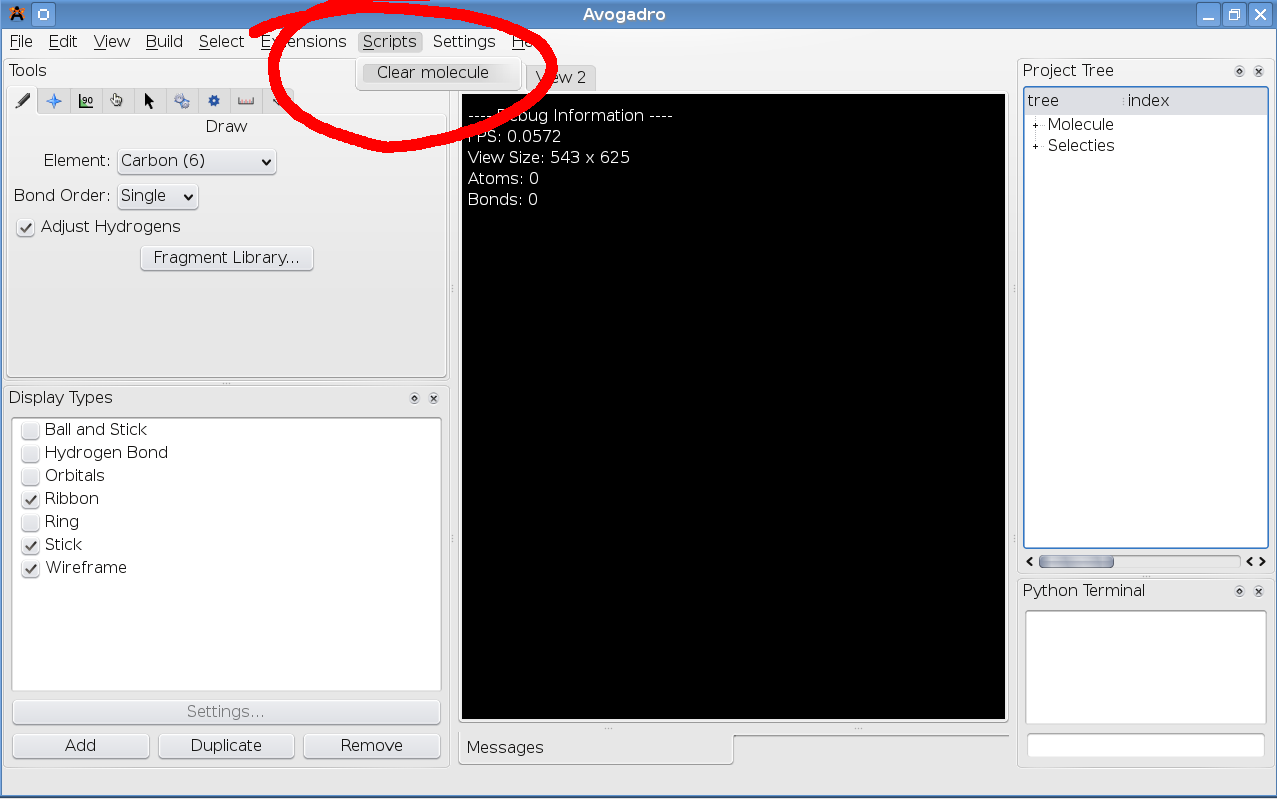 Avogadro
File Edit View Build Select Extensions Scripts Settings
Clear molecule
Tools
View 2
90
Draw
Element: Carbon (6)
Bond Order: Single
Adjust Hydrogens
Fragment Library...
Display Types
Ball and Stick
Hydrogen Bond
Orbitals
Ribbon
Ring
Stick
Wireframe
Settings...
Add Duplicate Remove
---- Debug Information ----
FPS: 0.0572
View Size: 543 x 625
Atoms: 0
Bonds: 0
Messages
Project Tree
tree index
Molecule
Selecties
Python Terminal